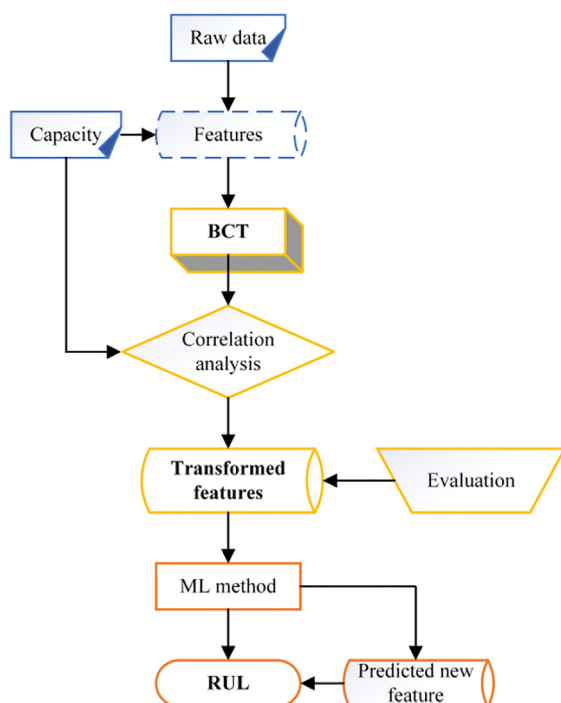 Raw data
Capacity
Features
BCT
Correlation
analysis
Transformed
features
Evaluation
ML method
RUL
Predicted new
feature